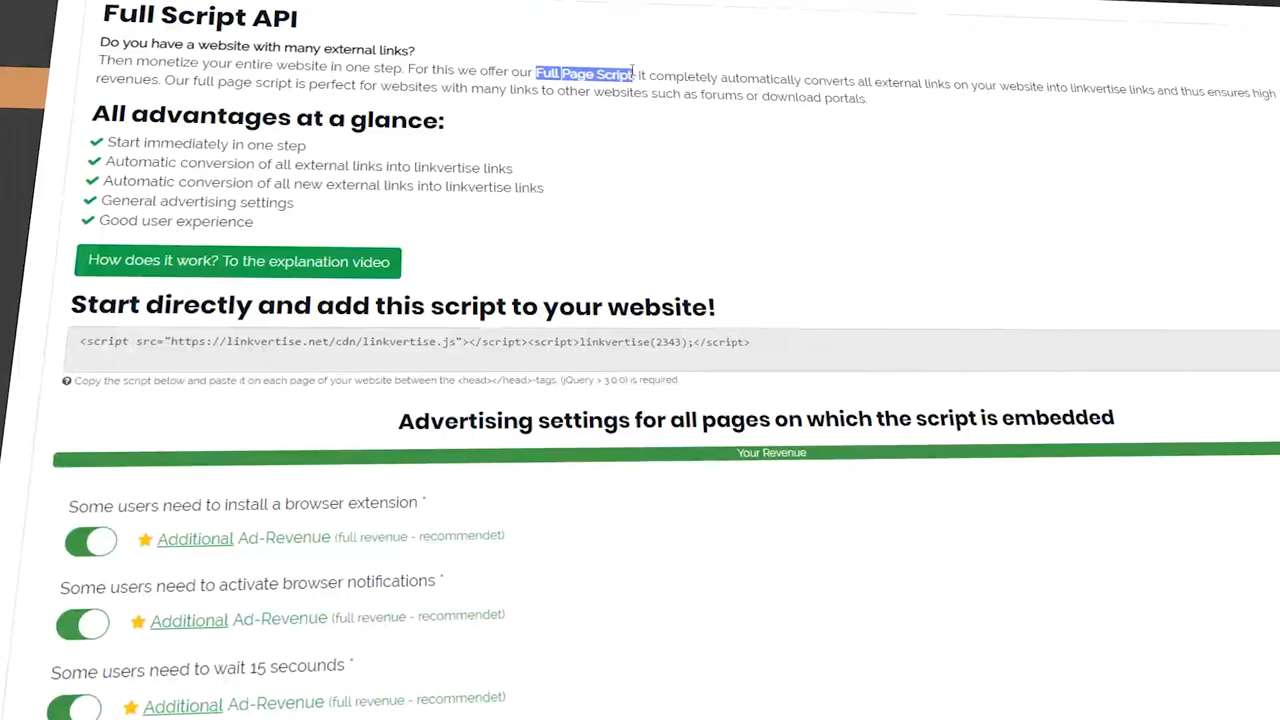 Full Script API
Do you have a website with many external links?
Then monetize your entire website in one step. For this we offer our Full Page Script. It completely automatically converts all external links on your website into linkvertise links and thus ensures high
revenues. Our full page script is perfect for websites with many links to other websites such as forums or download portals.
All advantages at a glance:
Start immediately in one step
Automatic conversion of all external links into linkvertise links
Automatic conversion of all new external links into linkvertise links
General advertising settings
Good user experience
How does it work? To the explanation video
Start directly and add this script to your website!
<script src="https://linkvertise.net/cdn/linkvertise.js"></script><script>linkvertise(2343);</script>
Copy the script below and paste it on each page of your website between the <head></head>-tags. (jQuery > 3.0.0) is required.
Advertising settings for all pages on which the script is embedded
Your Revenue
Some users need to install a browser extension *
Additional Ad-Revenue (full revenue - recommendet)
Some users need to activate browser notifications *
Additional Ad-Revenue (full revenue - recommendet)
Some users need to wait 15 secounds *
Additional Ad-Revenue (full revenue - recommendet)